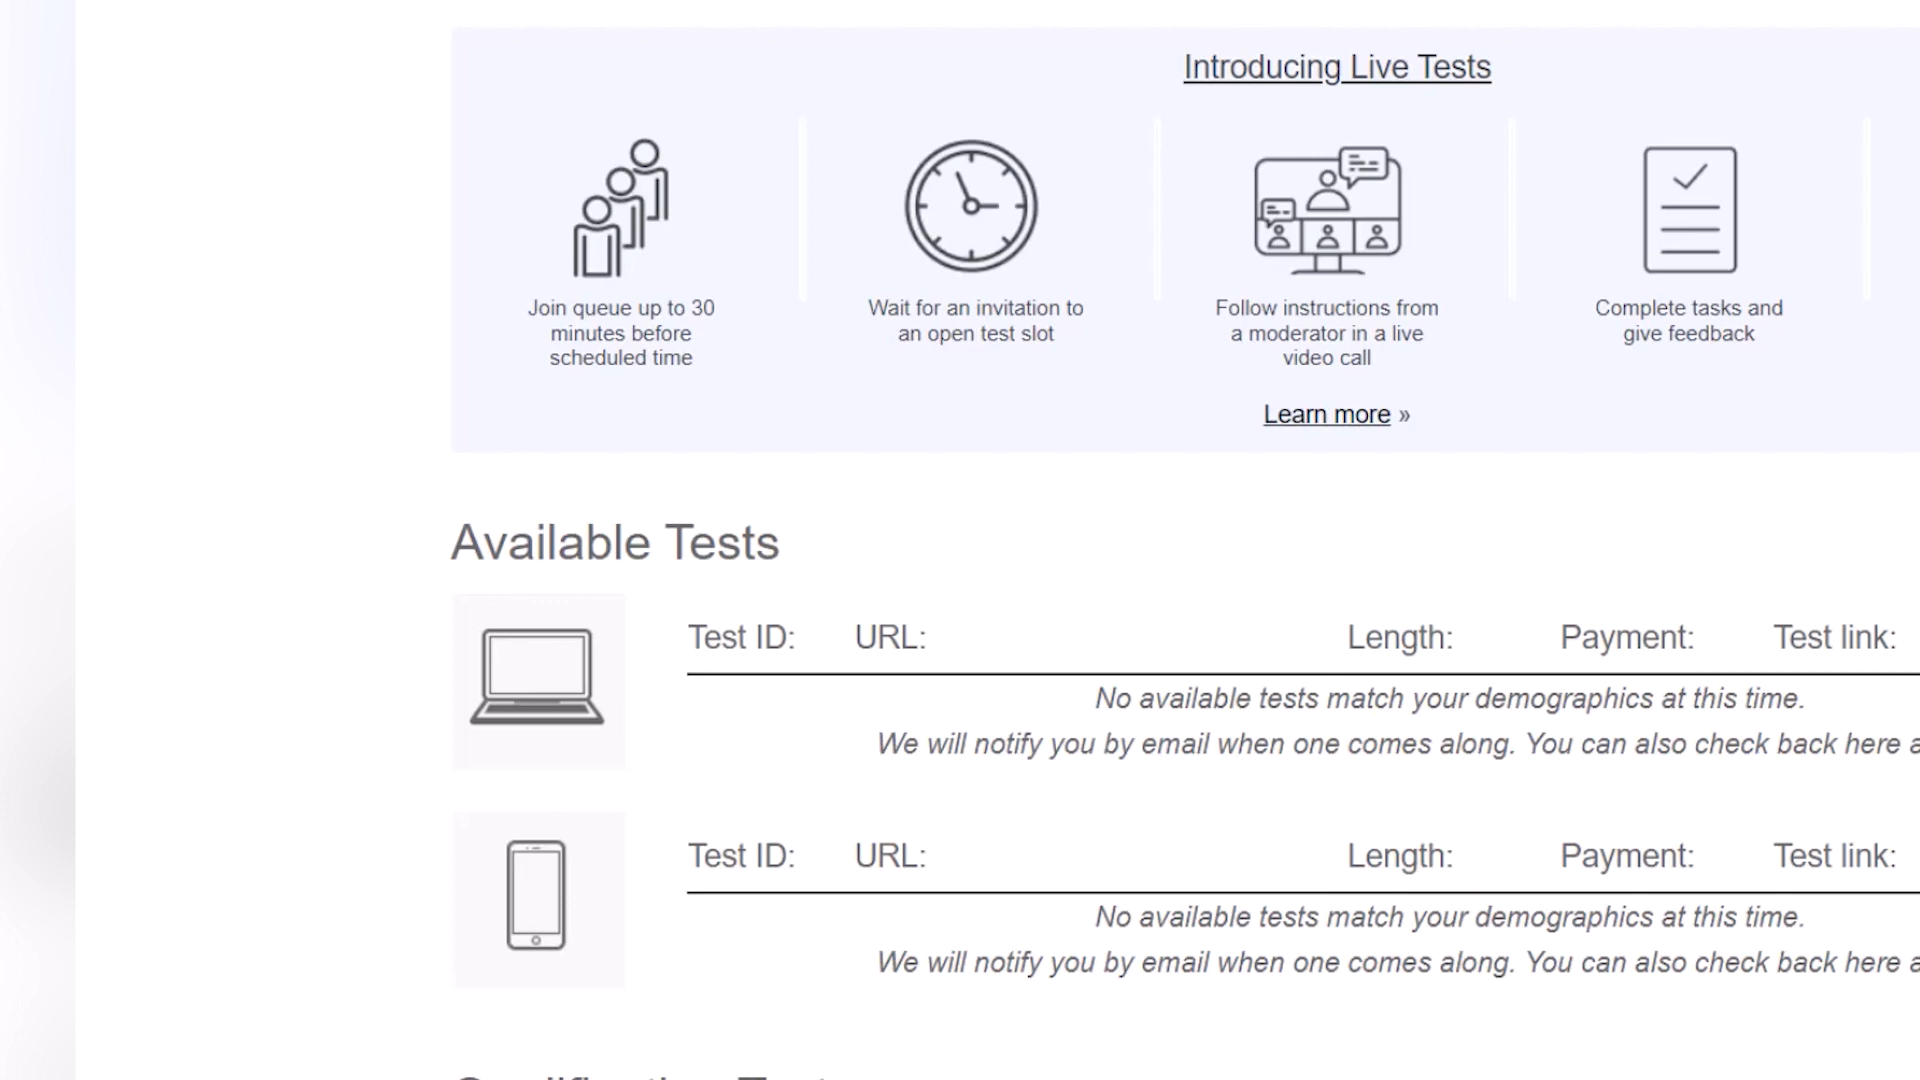 Introducing Live Tests
Join queue up to 30
minutes before
scheduled time
Wait for an invitation to
an open test slot
Follow instructions from
a moderator in a live
video call
Complete tasks and
give feedback
Learn more »
Available Tests
Test ID: URL: Length: Payment: Test link:
No available tests match your demographics at this time.
We will notify you by email when one comes along. You can also check back here
Test ID: URL: Length: Payment: Test link:
No available tests match your demographics at this time.
We will notify you by email when one comes along. You can also check back here